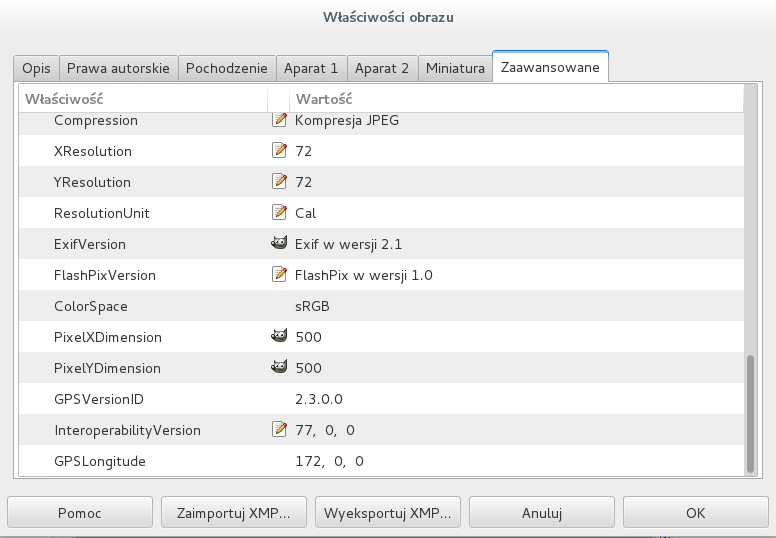 Właściwości obrazu
Opis Prawa autorskie Pochodzenie Aparat 1 Aparat 2 Miniatura Zaawansowane
Właściwość Wartość
Compression Kompresja JPEG
XResolution 72
YResolution 72
ResolutionUnit Cal
ExifVersion Exif w wersji 2.1
FlashPixVersion FlashPix w wersji 1.0
ColorSpace sRGB
PixelXDimension 500
PixelYDimension 500
GPSVersionID 2.3.0.0
InteroperabilityVersion 77, 0, 0
GPSLongitude 172, 0, 0
Pomoc Zaimportuj XMP... Wyeksportuj XMP... Anuluj OK